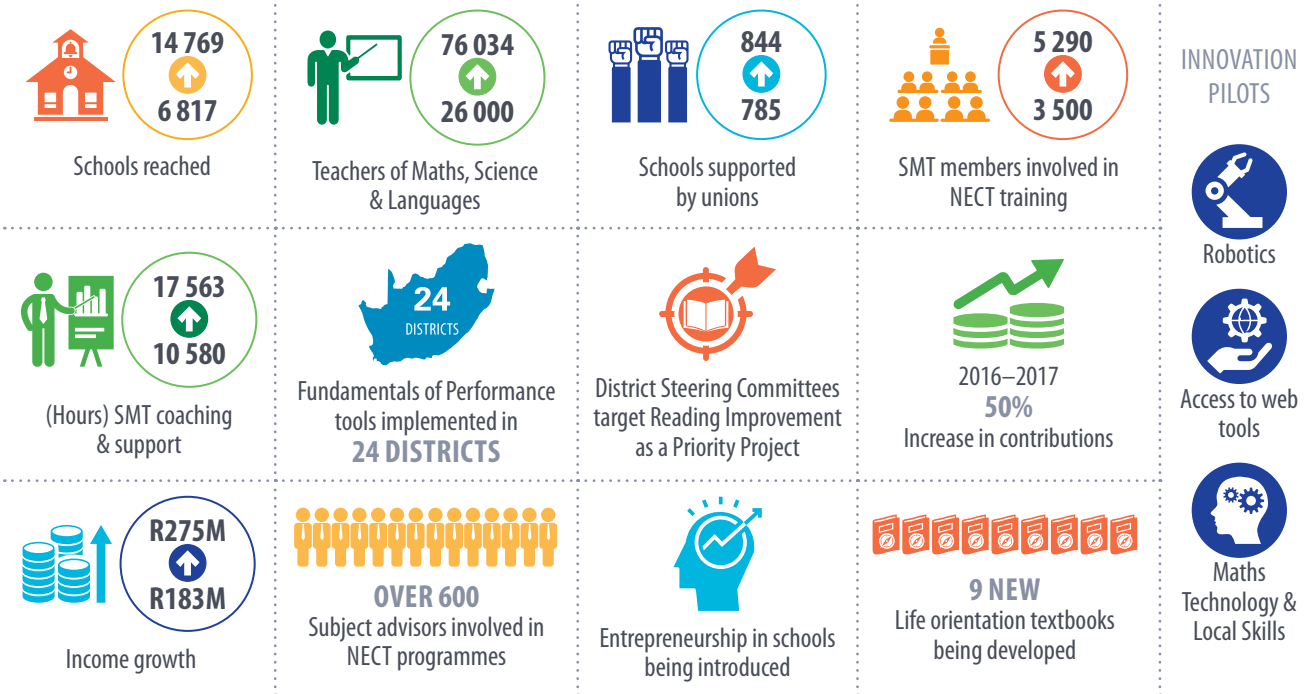 14 769
6 817
Schools reached
76 034
26 000
Teachers of Maths, Science
& Languages
844
785
Schools supported
by unions
5 290
3 500
SMT members involved in
NECT training
17 563
10 580
(Hours) SMT coaching
& support
24
DISTRICTS
Fundamentals of Performance
tools implemented in
24 DISTRICTS
District Steering Committees
target Reading Improvement
as a Priority Project
2016–2017
50%
Increase in contributions
R275M
R183M
Income growth
OVER 600
Subject advisors involved in
NECT programmes
Entrepreneurship in schools
being introduced
9 NEW
Life orientation textbooks
being developed
INNOVATION
PILOTS
Robotics
Access to web
tools
Maths
Technology &
Local Skills